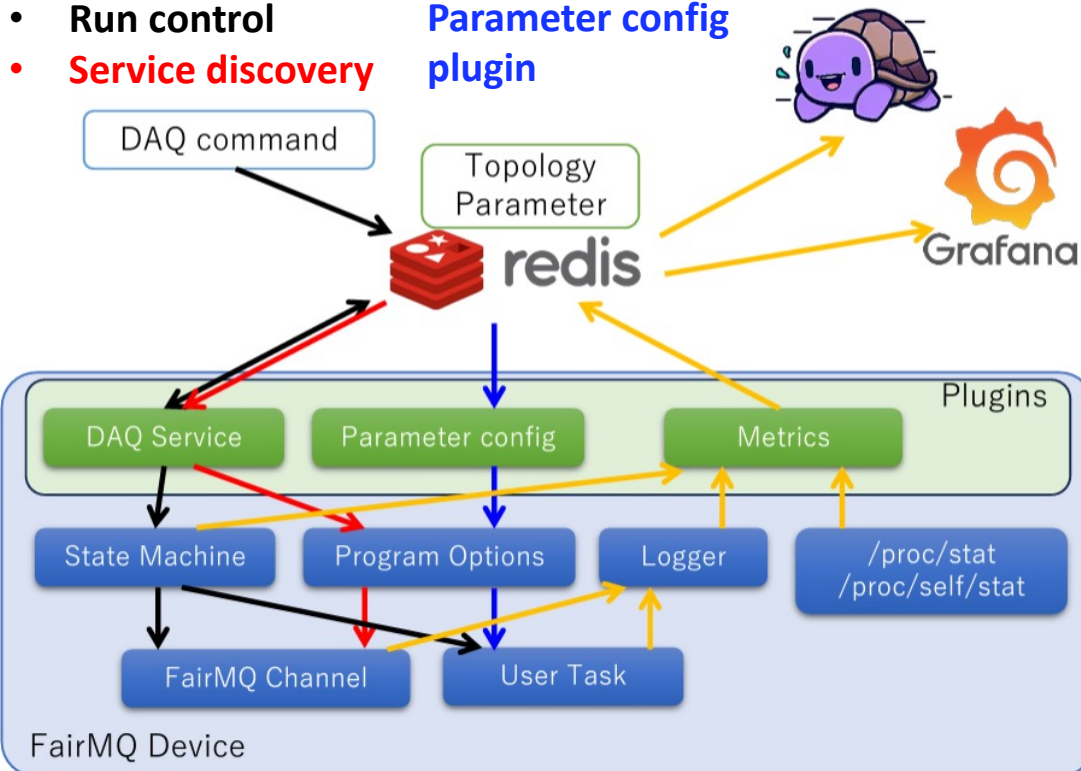 • Run control
• Service discovery
Parameter config
plugin
DAQ command
Topology
Parameter
redis
Grafana
Plugins
DAQ Service
Parameter config
Metrics
State Machine
Program Options
Logger
/proc/stat
/proc/self/stat
FairMQ Channel
User Task
FairMQ Device